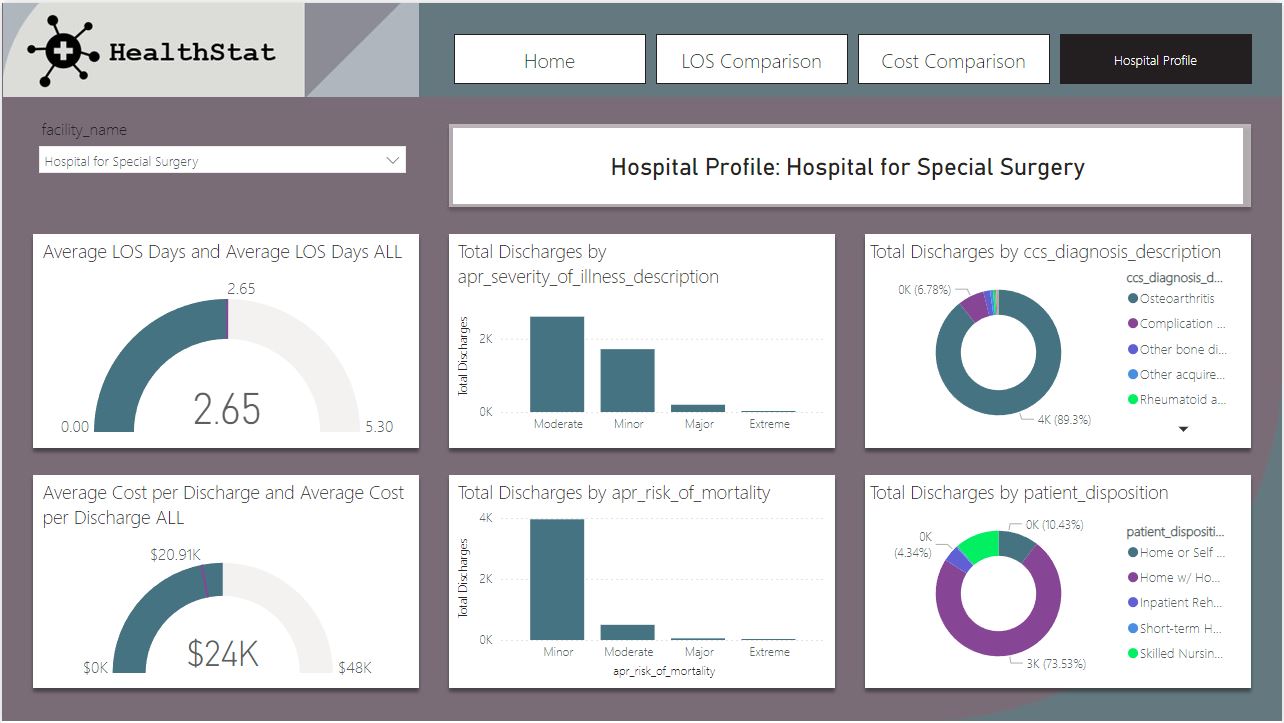 HealthStat
Home
LOS Comparison
Cost Comparison
Hospital Profile
facility_name
Hospital for Special Surgery
Hospital Profile: Hospital for Special Surgery
Average LOS Days and Average LOS Days ALL
2.65
2.65
0.00
5.30
Total Discharges by
apr_severity_of_illness_description
Total Discharges
2K
0K
Moderate
Minor
Major
Extreme
Total Discharges by ccs_diagnosis_description
0K (6.78%)
4K (89.3%)
ccs_diagnosis_d...
Osteoarthritis
Complication ...
Other bone di...
Other acquire...
Rheumatoid a...
Average Cost per Discharge and Average Cost
per Discharge ALL
$20.91K
$24K
$0K
$48K
Total Discharges by apr_risk_of_mortality
Total Discharges
4K
2K
0K
Minor
Moderate
Major
Extreme
apr_risk_of_mortality
Total Discharges by patient_disposition
0K (10.43%)
0K
(4.34%)
3K (73.53%)
patient_dispositi...
Home or Self ...
Home w/ Ho...
Inpatient Reh...
Short-term H...
Skilled Nursin...